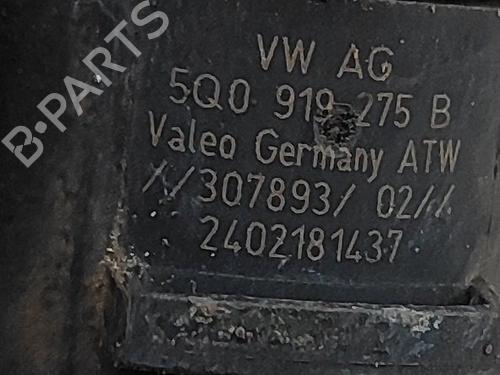 B-PARTS
VW AG
5Q0 919 275 B
Valeo Germany ATW
//307893/ 02//
2402181437